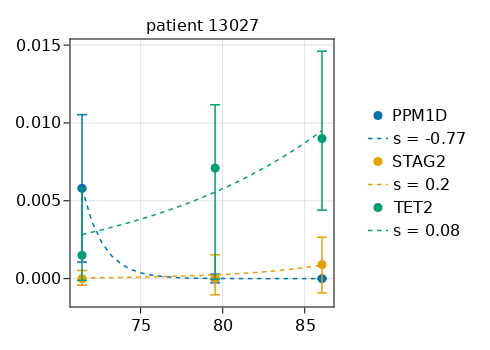 patient 13027
0.015
0.010
0.005
0.000
75
80
85
PPM1D
s = -0.77
STAG2
s = 0.2
TET2
s = 0.08